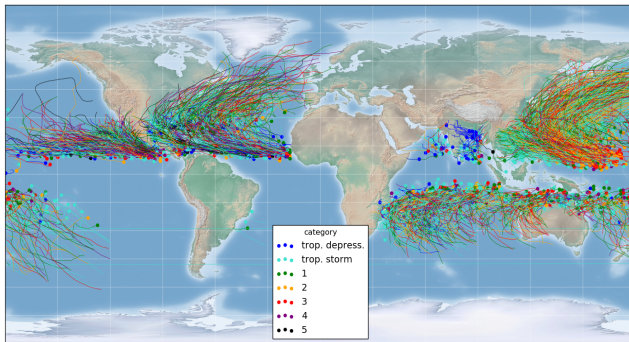 category
trop. depress.
trop. storm
1
2
3
4
5